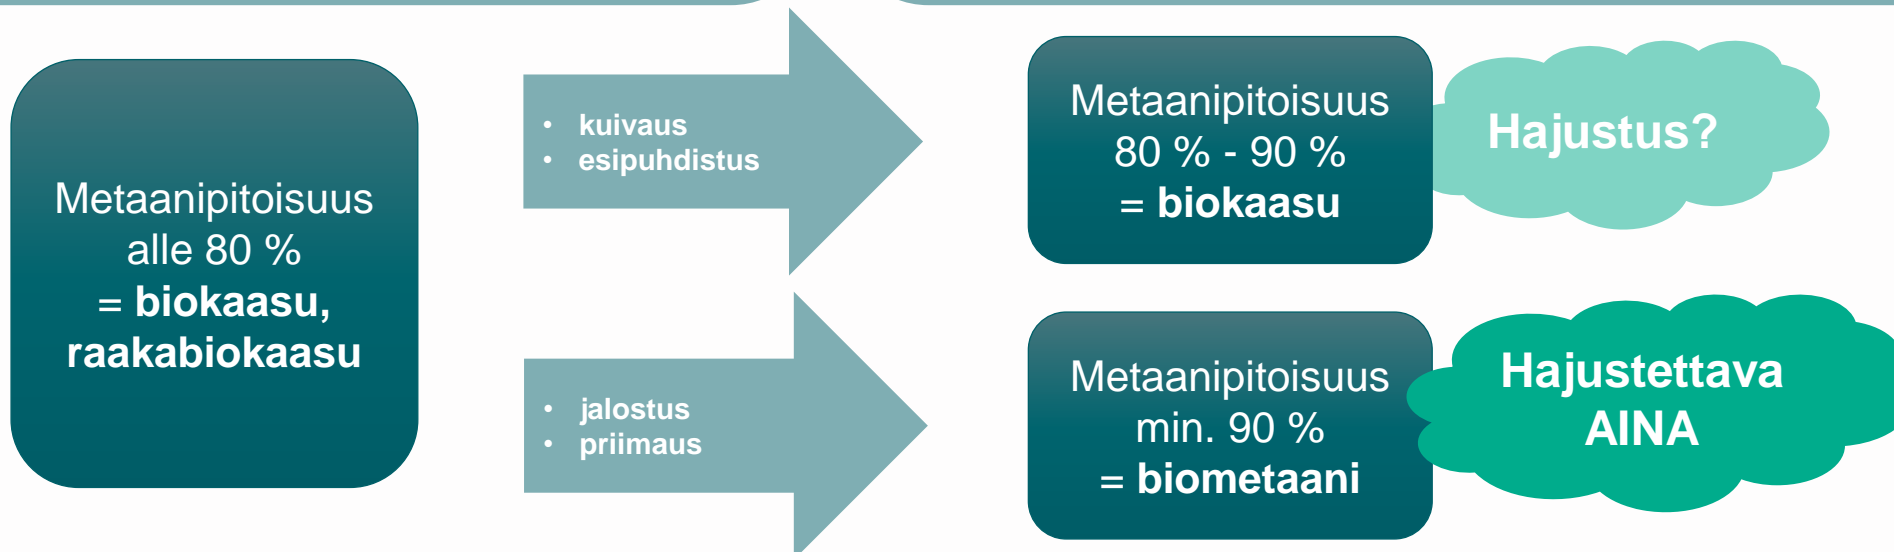 Metaanipitoisuus
alle 80 %
= biokaasu,
raakabiokaasu
• kuivaus
• esipuhdistus
Metaanipitoisuus
80 % - 90 %
= biokaasu
Hajustus?
• jalostus
• priimaus
Metaanipitoisuus
min. 90 %
= biometaani
Hajustettava
AINA